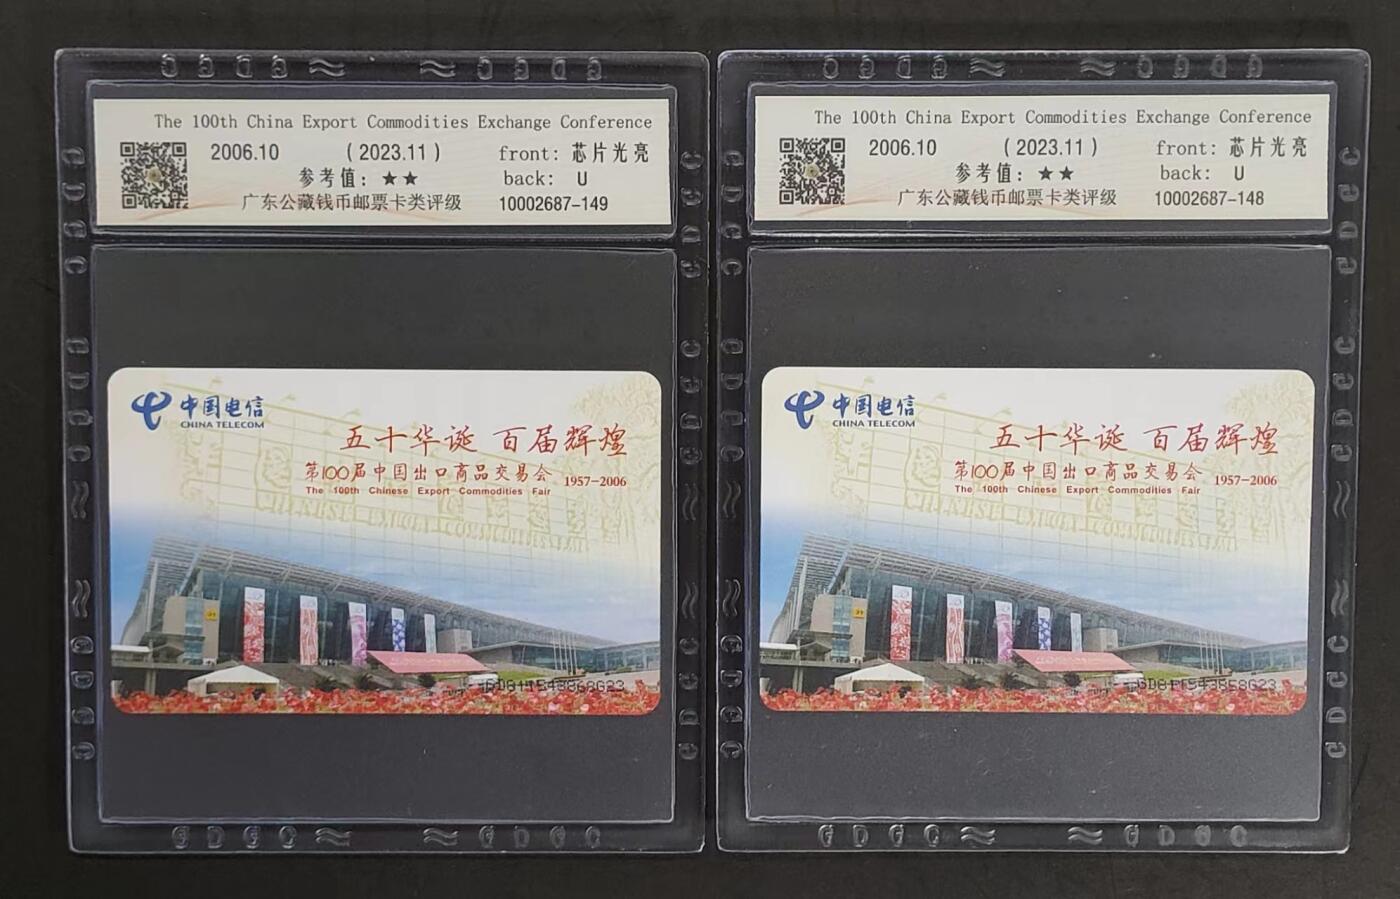 The 100th China Export Commodities Exchange Conference
2006.10 (2023.11) front: 芯片光亮
参考值: ★★ back: U
广东公藏钱币邮票卡类评级 10002687-149
中国电信
CHINA TELECOM
五十华诞 百届辉煌
第100届中国出口商品交易会 1957-2006
The 100th Chinese Export Commodities Fair
The 100th China Export Commodities Exchange Conference
2006.10 (2023.11) front: 芯片光亮
参考值: ★★ back: U
广东公藏钱币邮票卡类评级 10002687-148
中国电信
CHINA TELECOM
五十华诞 百届辉煌
第100届中国出口商品交易会 1957-2006
The 100th Chinese Export Commodities Fair